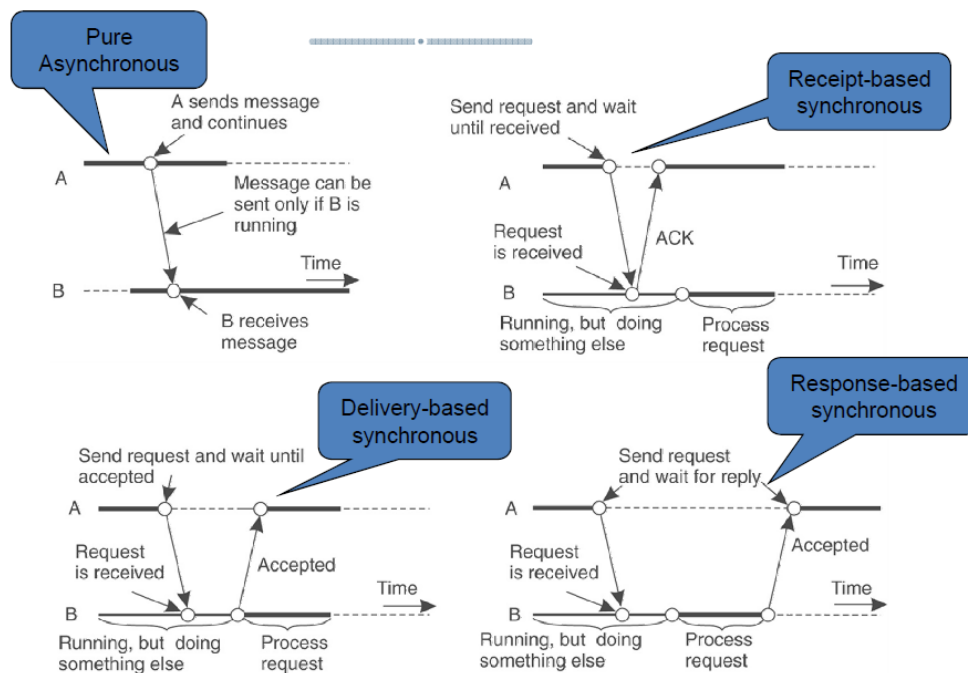 Pure
Asynchronous
A sends message
and continues
A
Message can be
sent only if B is
running
Time
B
B receives
message
Receipt-based
synchronous
Send request and wait
until received
A
Request
is received
ACK
Time
B
Running, but doing
something else
Process
request
Delivery-based
synchronous
Send request and wait until
accepted
A
Request
is received
Accepted
Time
B
Running, but doing
something else
Process
request
Response-based
synchronous
Send request
and wait for reply
A
Request
is received
Accepted
Time
B
Running, but doing
something else
Process
request